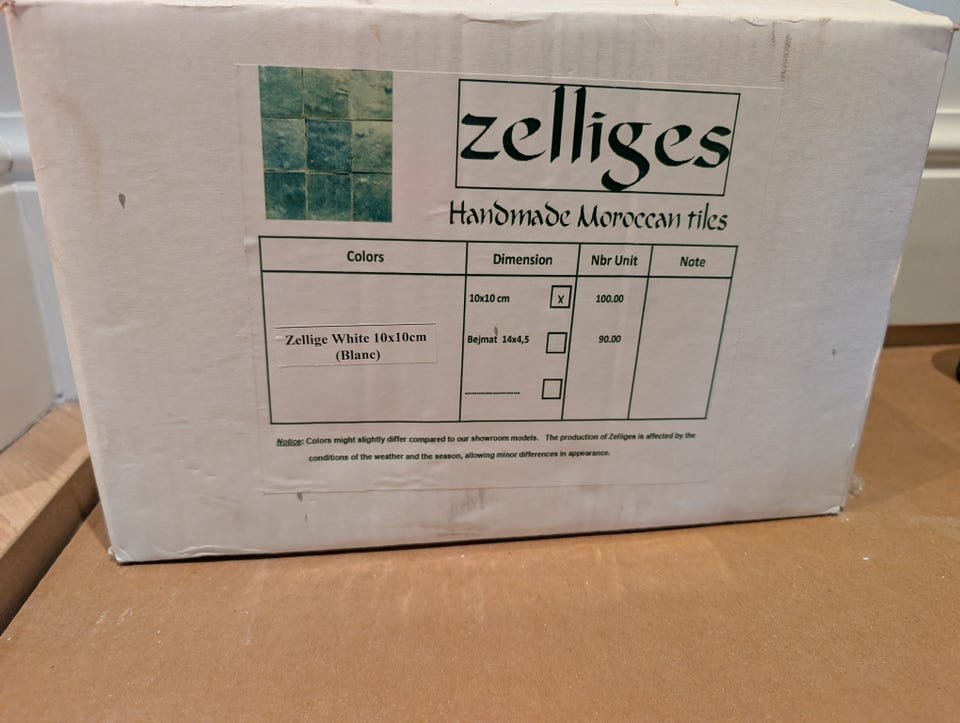 zelliges
Handmade Moroccan tiles
Colors Dimension Nbr Unit Note
10x10 cm X 100.00
Zellige White 10x10cm
(Blanc)
Bejmat 14x4,5 90.00
.....................
Notice: Colors might slightly differ compared to our showroom models. The production of Zelliges is affected by the
conditions of the weather and the season, allowing minor differences in appearance.